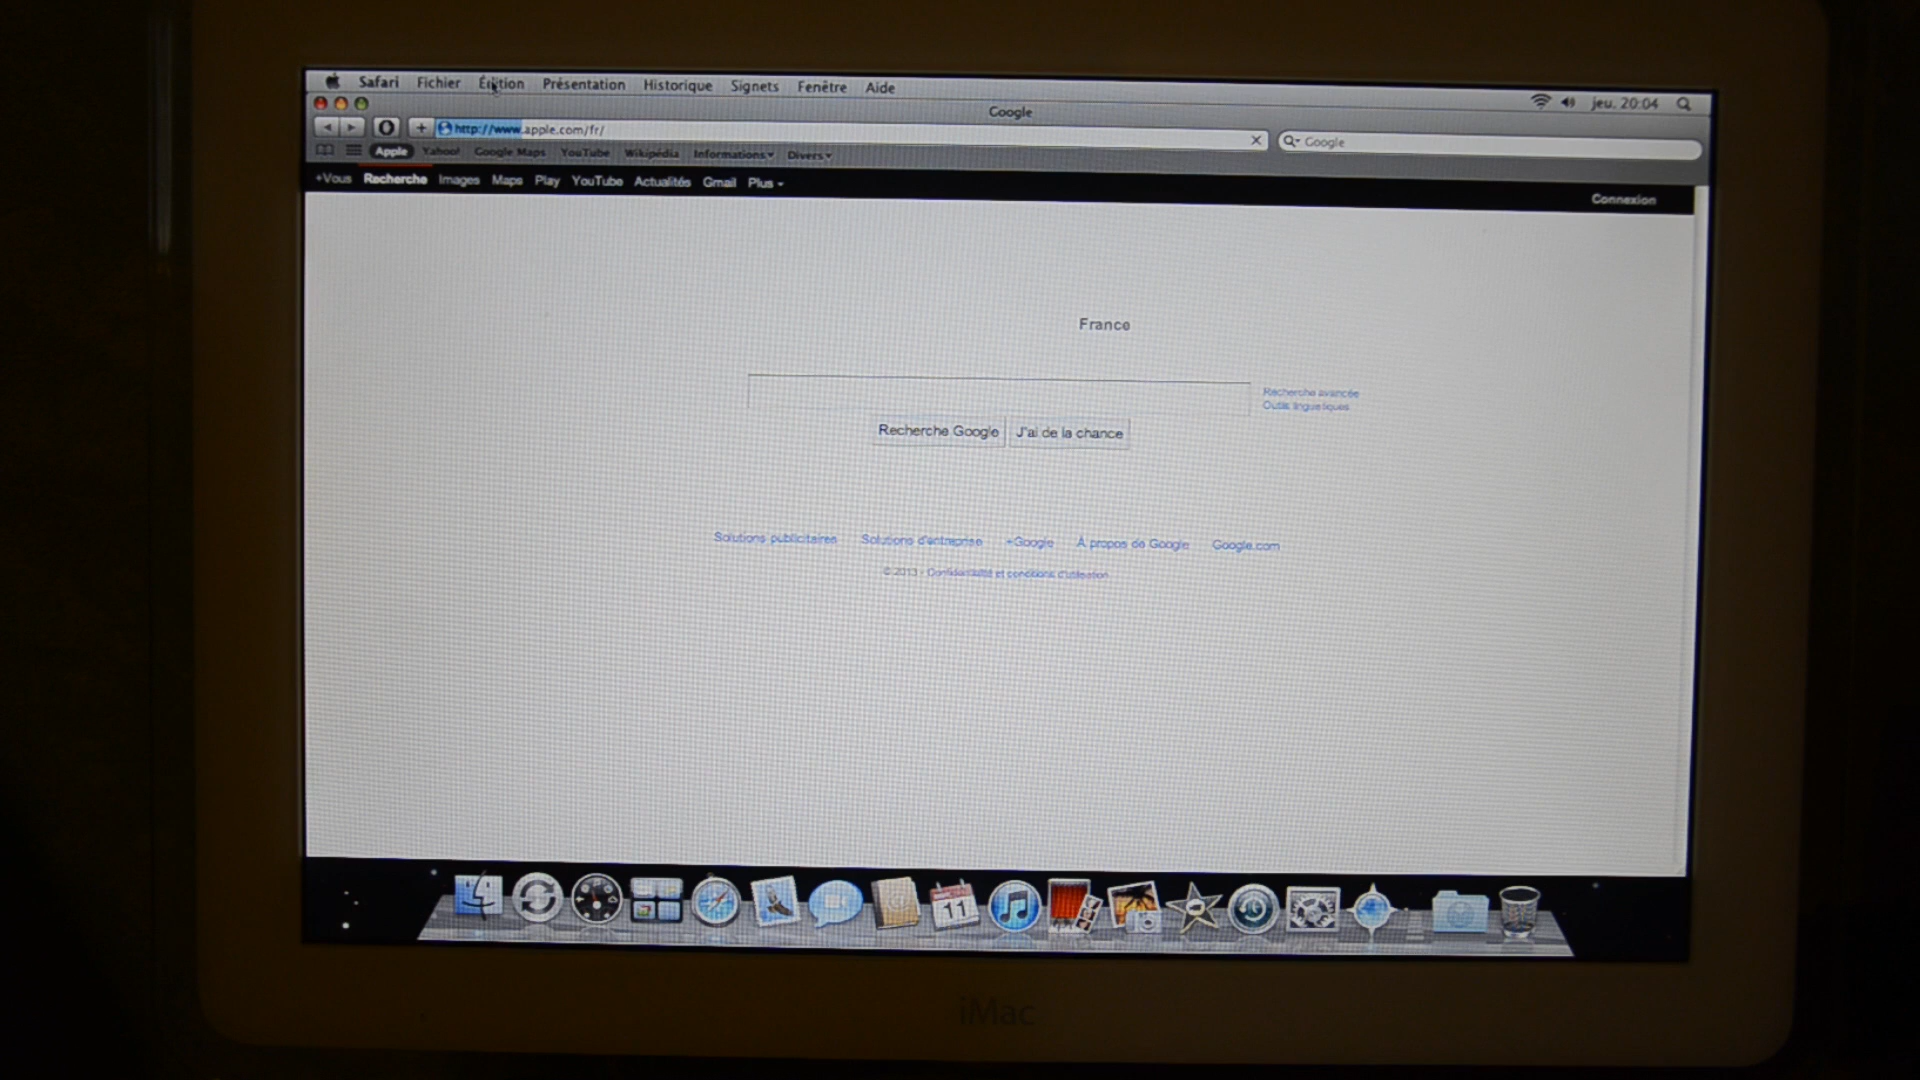 Safari Fichier Édition Présentation Historique Signets Fenêtre Aide
jeu. 20:04
Google
http://www.apple.com/fr/
Google
Apple Yahoo! Google Maps YouTube Wikipédia Informations Divers
+Vous Recherche Images Maps Play YouTube Actualités Gmail Plus
Connexion
France
Recherche avancée
Outils linguistiques
Recherche Google J'ai de la chance
Solutions publicitaires Solutions d'entreprise +Google À propos de Google Google.com
© 2013 - Confidentialité et conditions d'utilisation
11
iMac